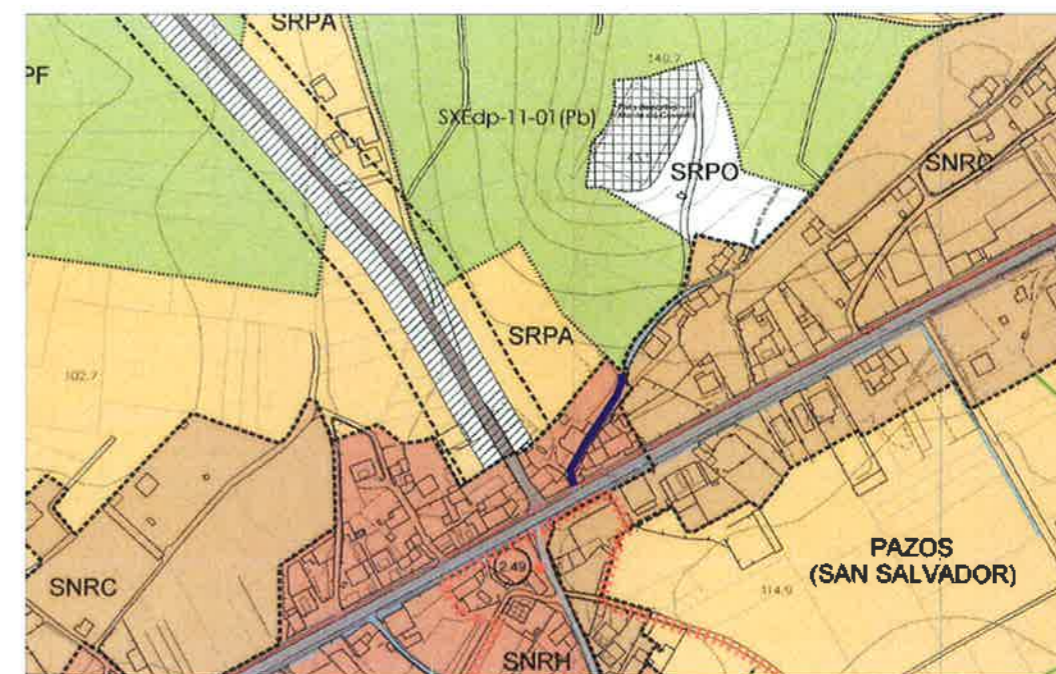 SRPA
PF
140.7
SXEdp-11-01(Pb)
SRPO
SNRC
SRPA
102.7
PAZOS
(SAN SALVADOR)
114.9
2.49
SNRC
SNRH